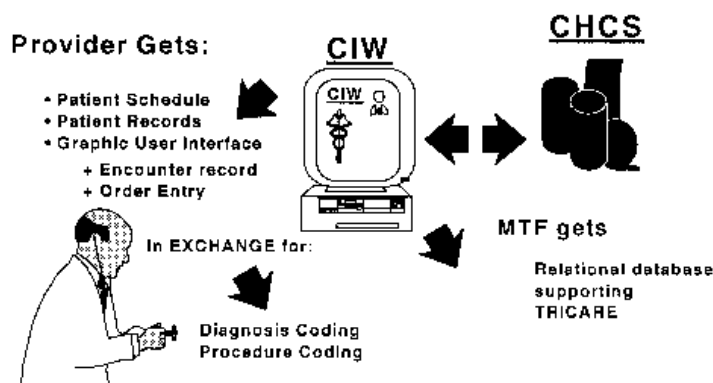 Provider Gets:
CIW
CHCS
• Patient Schedule
• Patient Records
• Graphic User Interface
+ Encounter record
+ Order Entry
CIW
In EXCHANGE for:
Diagnosis Coding
Procedure Coding
MTF gets
Relational database
supporting
TRICARE